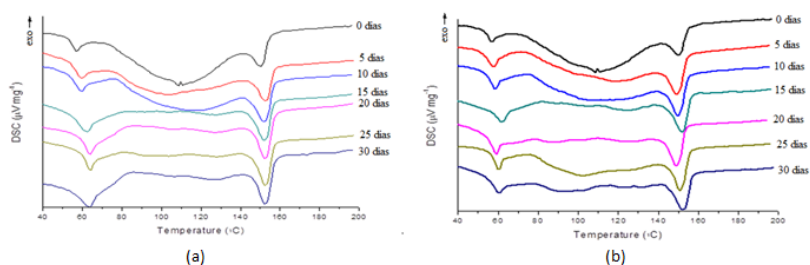 exo
DSC (µV mg⁻¹)
0 dias
5 dias
10 dias
15 dias
20 dias
25 dias
30 dias
40 60 80 100 120 140 160 180 200
Temperature (◦C)
(a)
exo
DSC (µV mg⁻¹)
0 dias
5 dias
10 dias
15 dias
20 dias
25 dias
30 dias
40 60 80 100 120 140 160 180 200
Temperature (◦C)
(b)